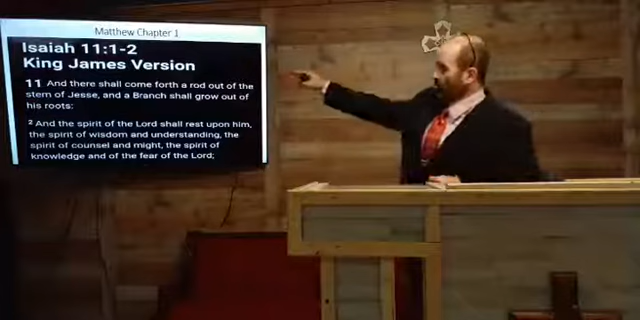 Matthew Chapter 1
Isaiah 11:1-2
King James Version
11 And there shall come forth a rod out of the
stem of Jesse, and a Branch shall grow out of
his roots:
2 And the spirit of the Lord shall rest upon him,
the spirit of wisdom and understanding, the
spirit of counsel and might, the spirit of
knowledge and of the fear of the Lord;